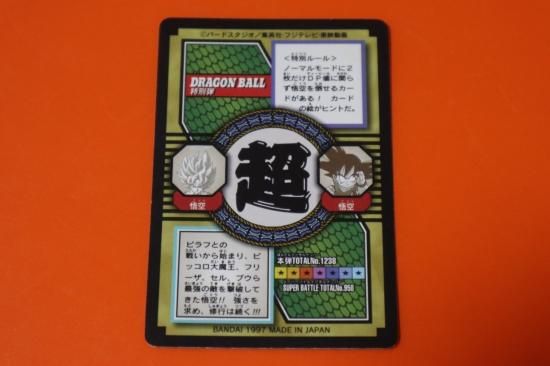 ©バードスタジオ/集英社・フジテレビ・東映動画
DRAGON BALL
特別弾
<特別ルール>
ノーマルモードに2
枚だけDP値に関ら
ず悟空を倒せるカー
ドがある! カード
の絵がヒントだ。
超
悟空
悟空
ピラフとの
戦いから始まり、ピ
ッコロ大魔王、フリ
ーザ、セル、ブウら
最強の敵を撃破して
きた悟空!! 強さを
求め、修行は続く!!!
本弾TOTALNo.1238
SUPER BATTLE TOTALNo.950
BANDAI 1997 MADE IN JAPAN